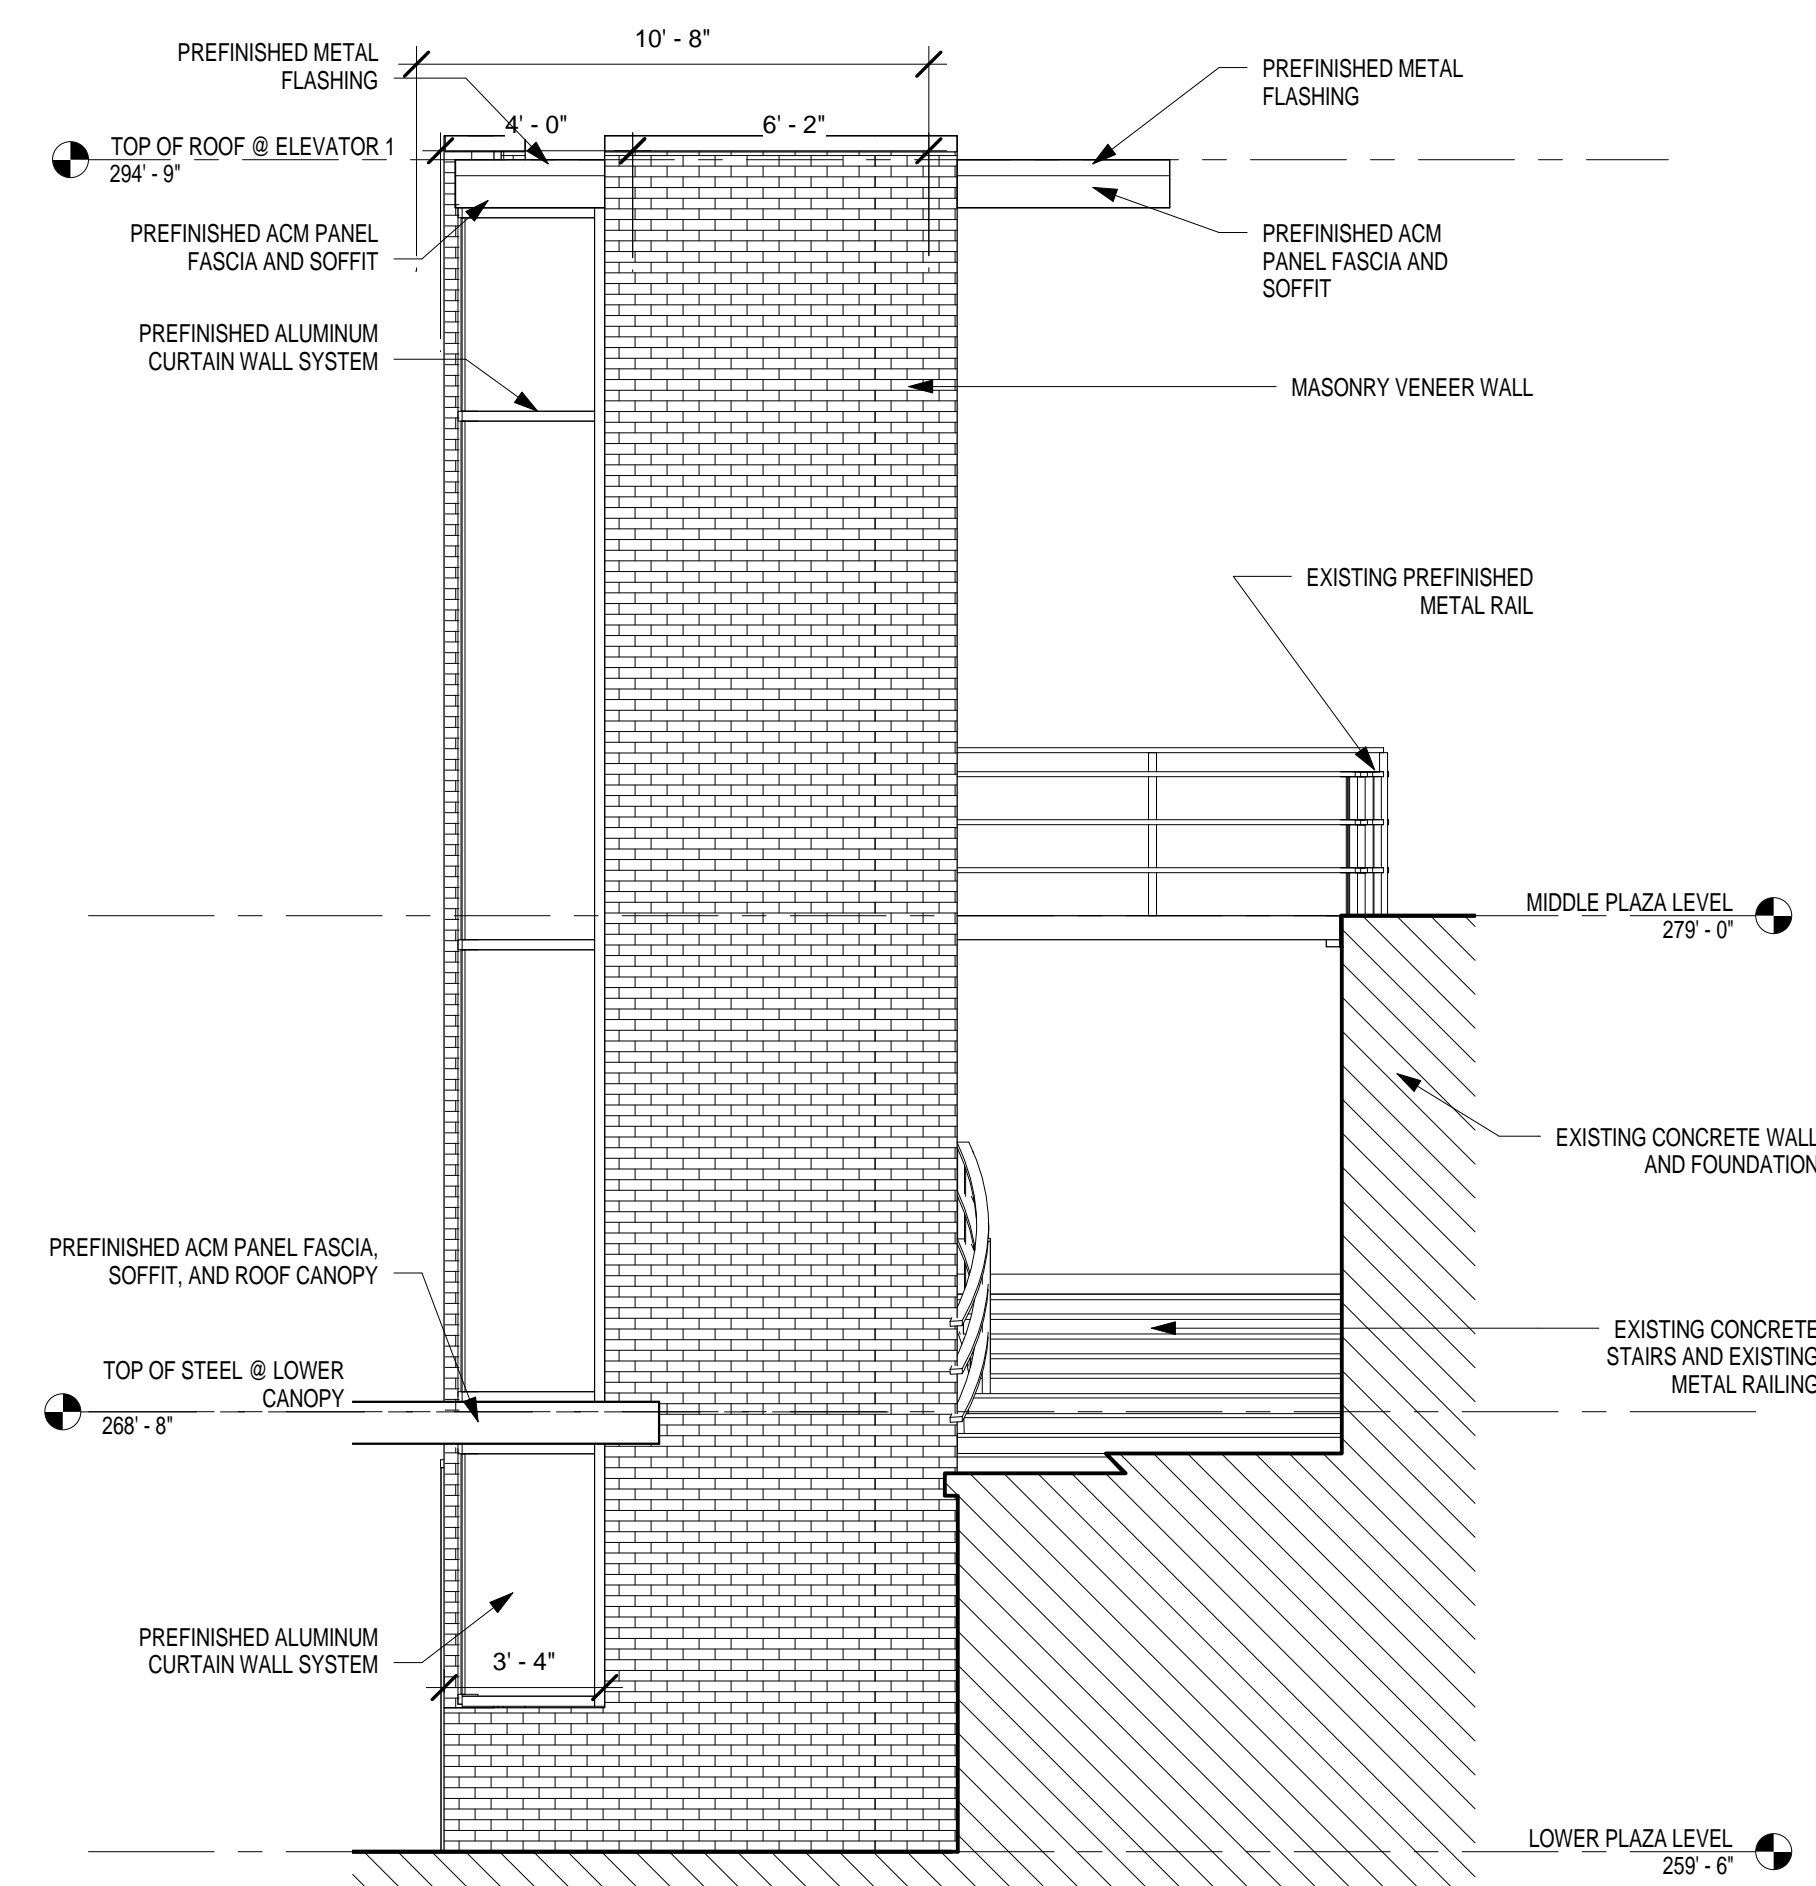 10' - 8"
PREFINISHED METAL
FLASHING
PREFINISHED METAL
FLASHING
4' - 0"
6' - 2"
TOP OF ROOF @ ELEVATOR 1
294' - 9"
PREFINISHED ACM PANEL
FASCIA AND SOFFIT
PREFINISHED ACM
PANEL FASCIA AND
SOFFIT
PREFINISHED ALUMINUM
CURTAIN WALL SYSTEM
MASONRY VENEER WALL
EXISTING PREFINISHED
METAL RAIL
MIDDLE PLAZA LEVEL
279' - 0"
EXISTING CONCRETE WALL
AND FOUNDATION
PREFINISHED ACM PANEL FASCIA,
SOFFIT, AND ROOF CANOPY
EXISTING CONCRETE
STAIRS AND EXISTING
METAL RAILING
TOP OF STEEL @ LOWER
CANOPY
268' - 8"
PREFINISHED ALUMINUM
CURTAIN WALL SYSTEM
3' - 4"
LOWER PLAZA LEVEL
259' - 6"